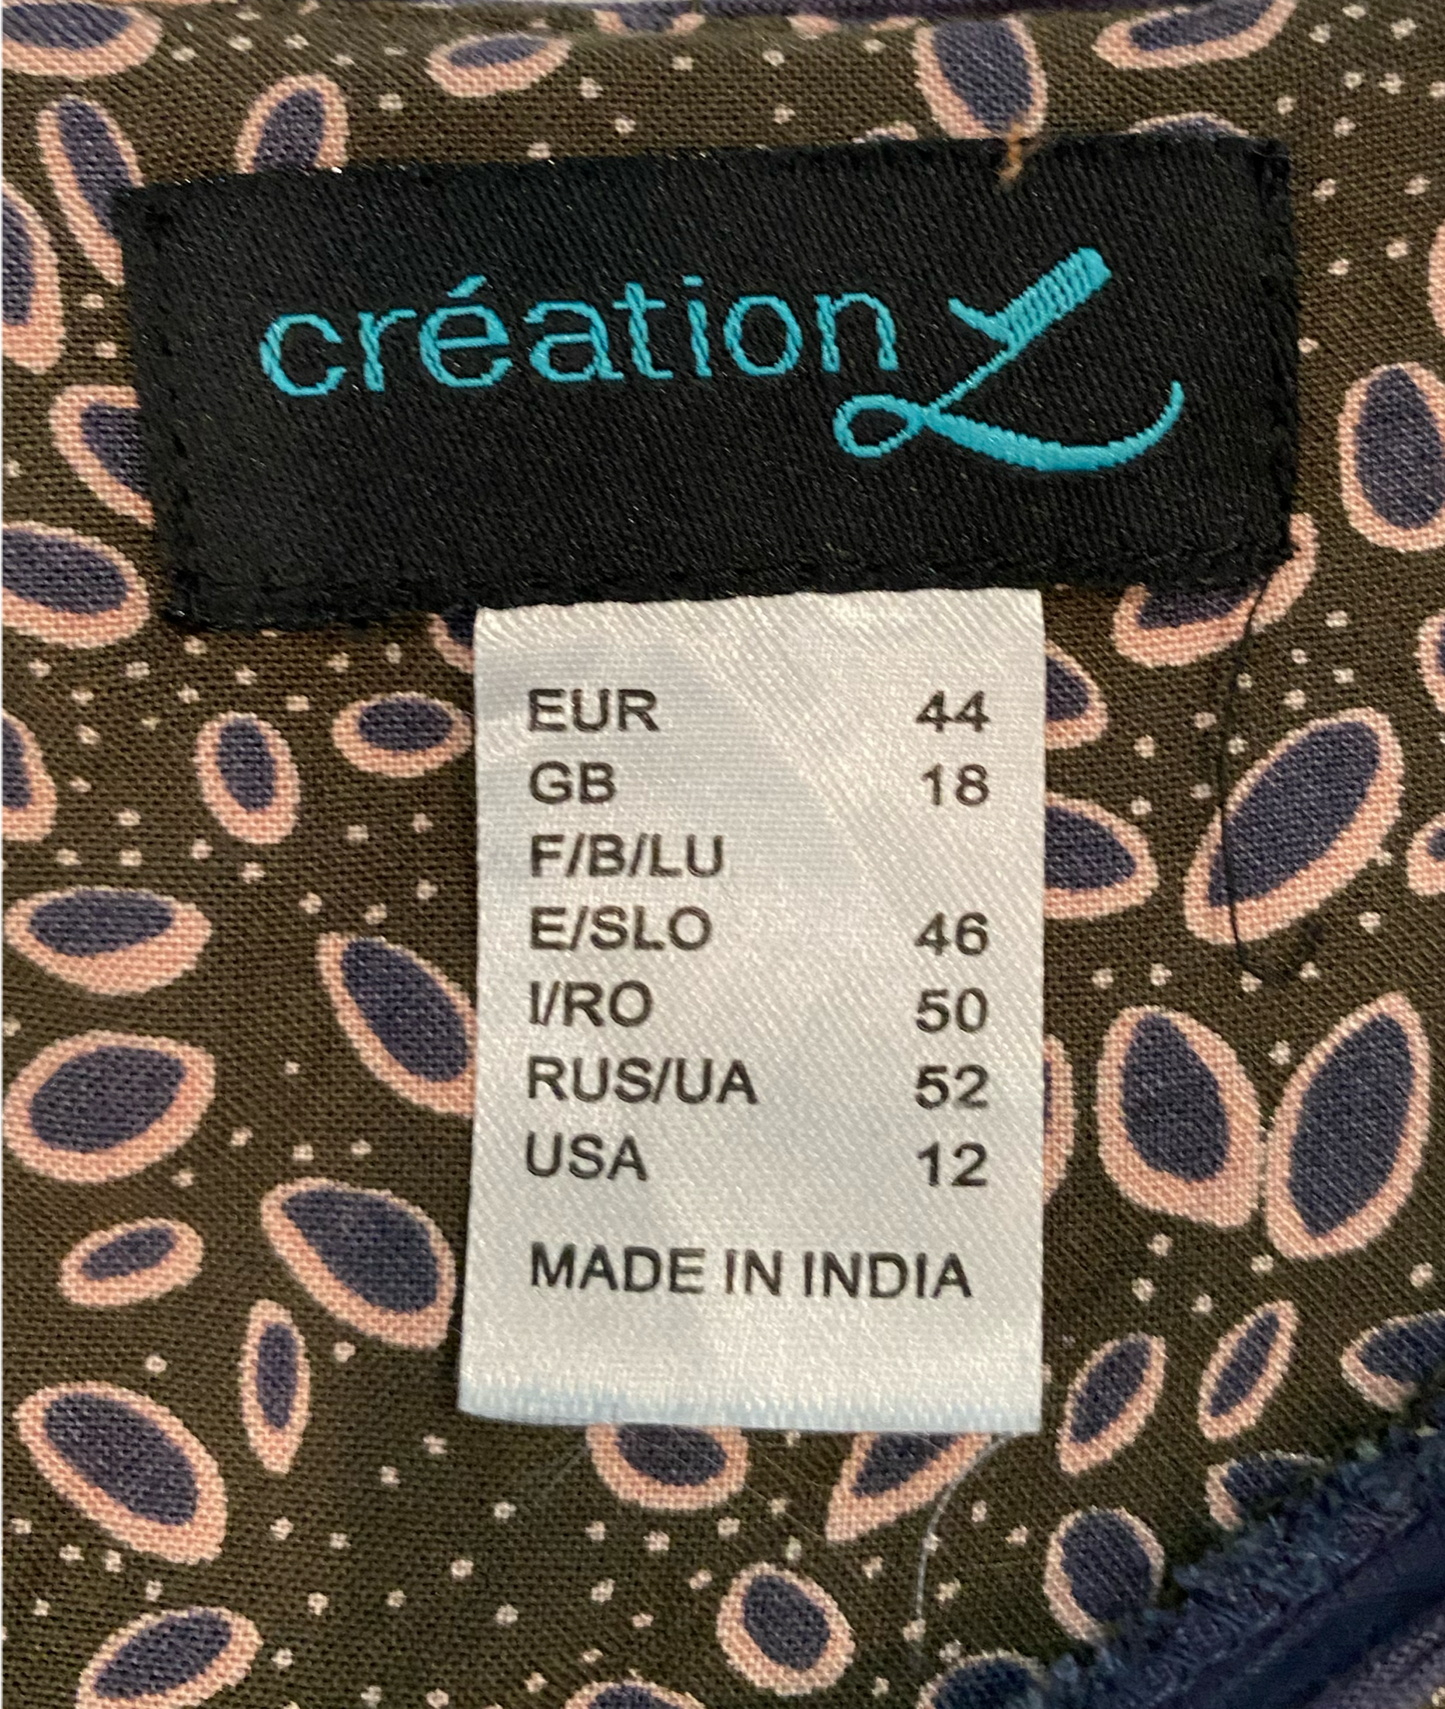 création L
EUR 44
GB 18
F/B/LU
E/SLO 46
I/RO 50
RUS/UA 52
USA 12
MADE IN INDIA